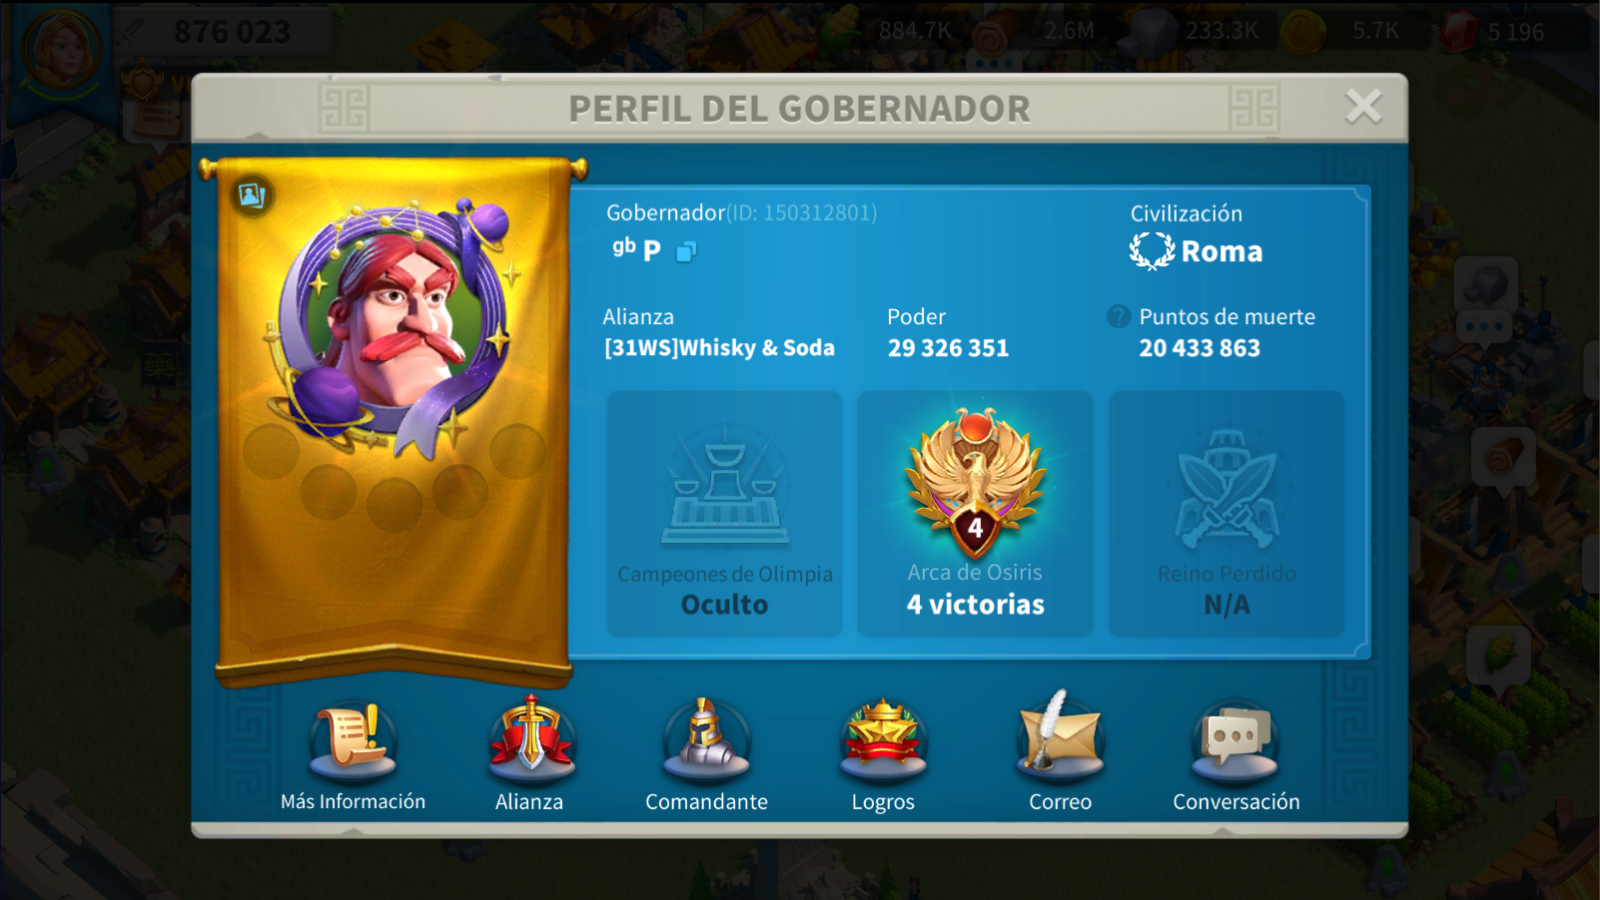 876 023
884.7K
2.6M
233.3K
5.7K
5 196
PERFIL DEL GOBERNADOR
Gobernador(ID: 150312801)
ᵍᵇ P
Civilización
Roma
Alianza
[31WS]Whisky & Soda
Poder
29 326 351
? Puntos de muerte
20 433 863
Campeones de Olimpia
Oculto
4
Arca de Osiris
4 victorias
Reino Perdido
N/A
Más Información
Alianza
Comandante
Logros
Correo
Conversación